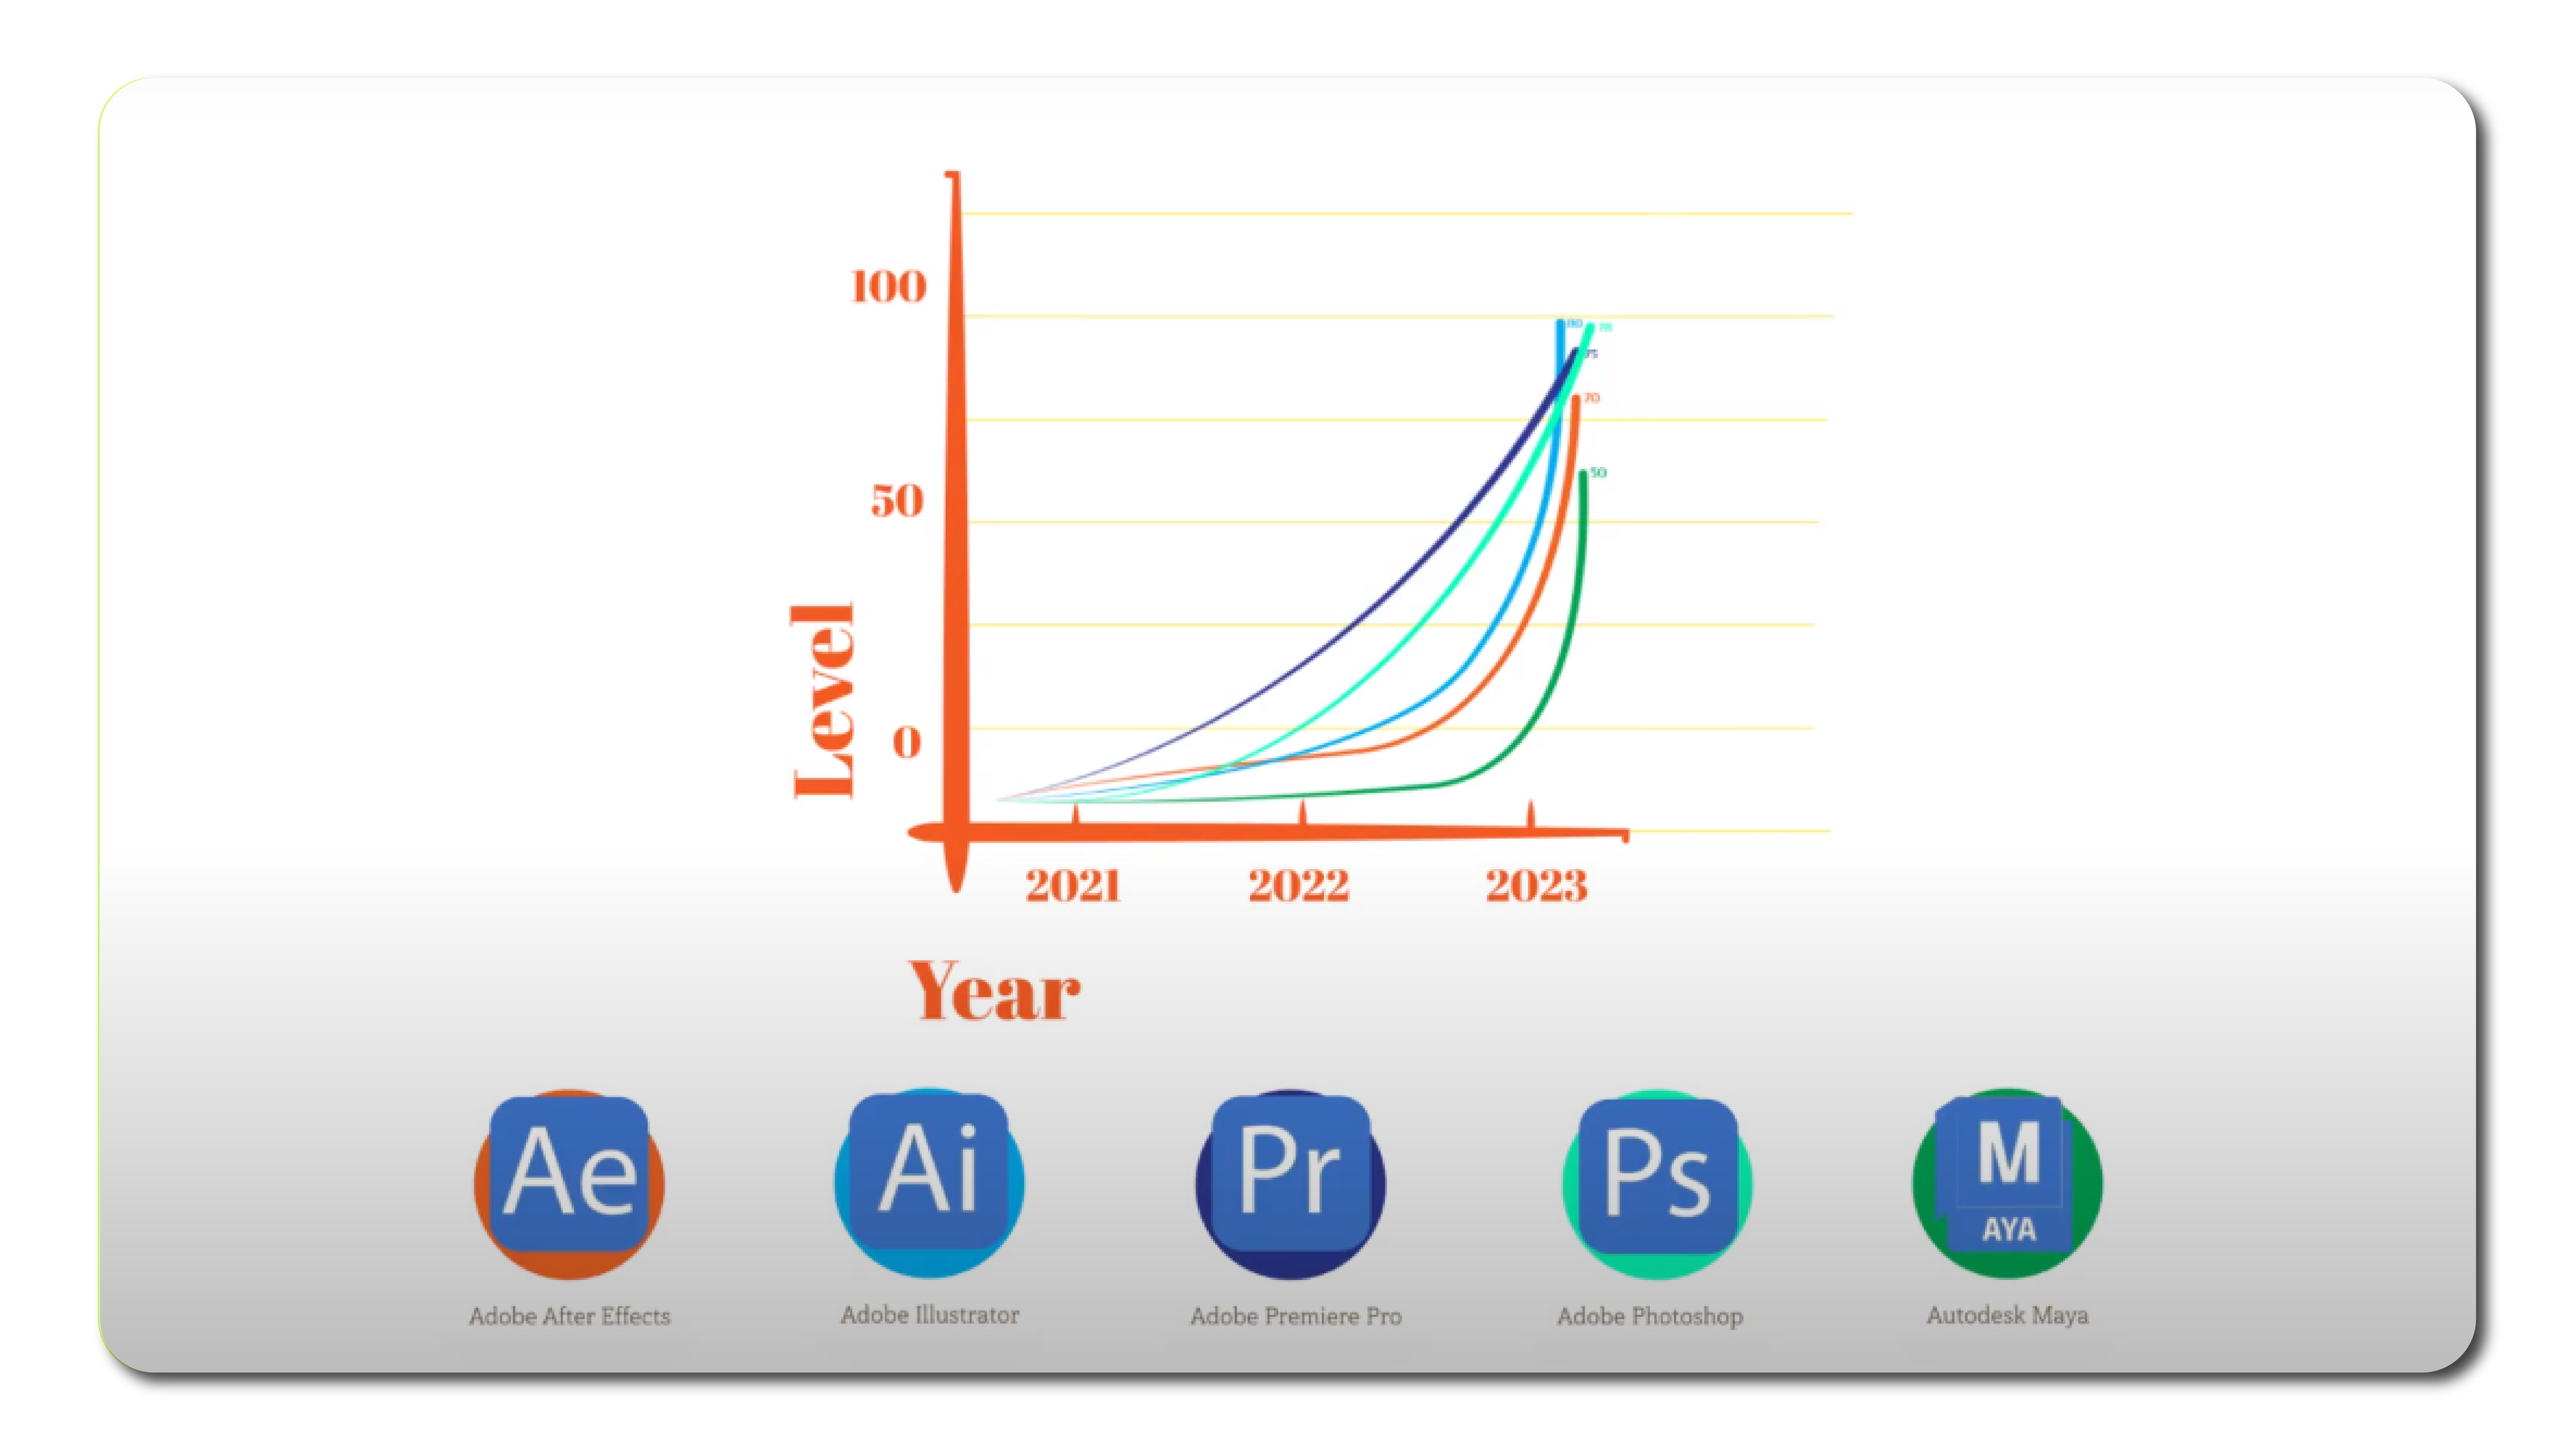 100
80
78
75
70
50
50
Level
0
2021 2022 2023
Year
Ae Ai Pr Ps M
AYA
Adobe After Effects Adobe Illustrator Adobe Premiere Pro Adobe Photoshop Autodesk Maya